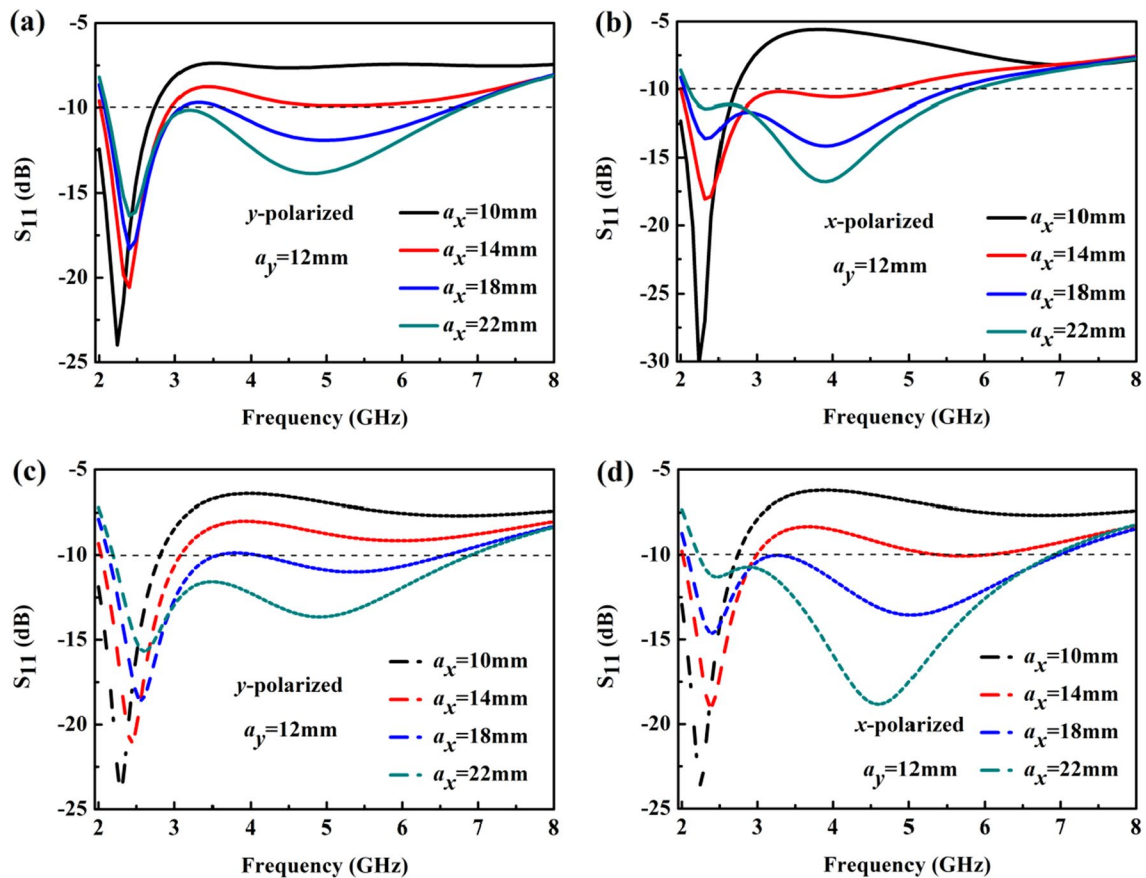 (a)
-5
-10
-15
-20
-25
S11 (dB)
y-polarized
ay=12mm
ax=10mm
ax=14mm
ax=18mm
ax=22mm
2 3 4 5 6 7 8
Frequency (GHz)
(b)
-5
-10
-15
-20
-25
-30
S11 (dB)
x-polarized
ay=12mm
ax=10mm
ax=14mm
ax=18mm
ax=22mm
2 3 4 5 6 7 8
Frequency (GHz)
(c)
-5
-10
-15
-20
-25
S11 (dB)
y-polarized
ay=12mm
ax=10mm
ax=14mm
ax=18mm
ax=22mm
2 3 4 5 6 7 8
Frequency (GHz)
(d)
-5
-10
-15
-20
-25
S11 (dB)
x-polarized
ay=12mm
ax=10mm
ax=14mm
ax=18mm
ax=22mm
2 3 4 5 6 7 8
Frequency (GHz)